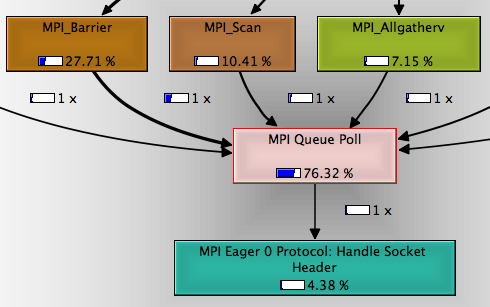 MPI_Barrier
27.71 %
MPI_Scan
10.41 %
MPI_Allgatherv
7.15 %
1 x
1 x
1 x
1 x
MPI Queue Poll
76.32 %
1 x
MPI Eager 0 Protocol: Handle Socket
Header
4.38 %